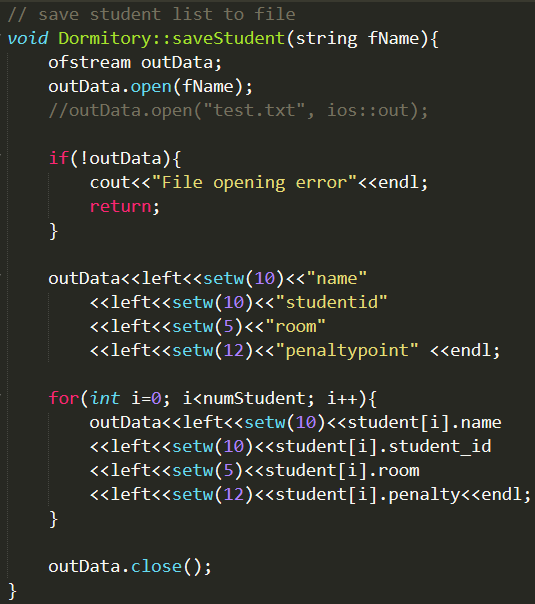 // save student list to file
void Dormitory::saveStudent(string fName){
    ofstream outData;
    outData.open(fName);
    //outData.open("test.txt", ios::out);

    if(!outData){
        cout<<"File opening error"<<endl;
        return;
    }

    outData<<left<<setw(10)<<"name"
        <<left<<setw(10)<<"studentid"
        <<left<<setw(5)<<"room"
        <<left<<setw(12)<<"penaltypoint" <<endl;

    for(int i=0; i<numStudent; i++){
        outData<<left<<setw(10)<<student[i].name
        <<left<<setw(10)<<student[i].student_id
        <<left<<setw(5)<<student[i].room
        <<left<<setw(12)<<student[i].penalty<<endl;
    }

    outData.close();
}